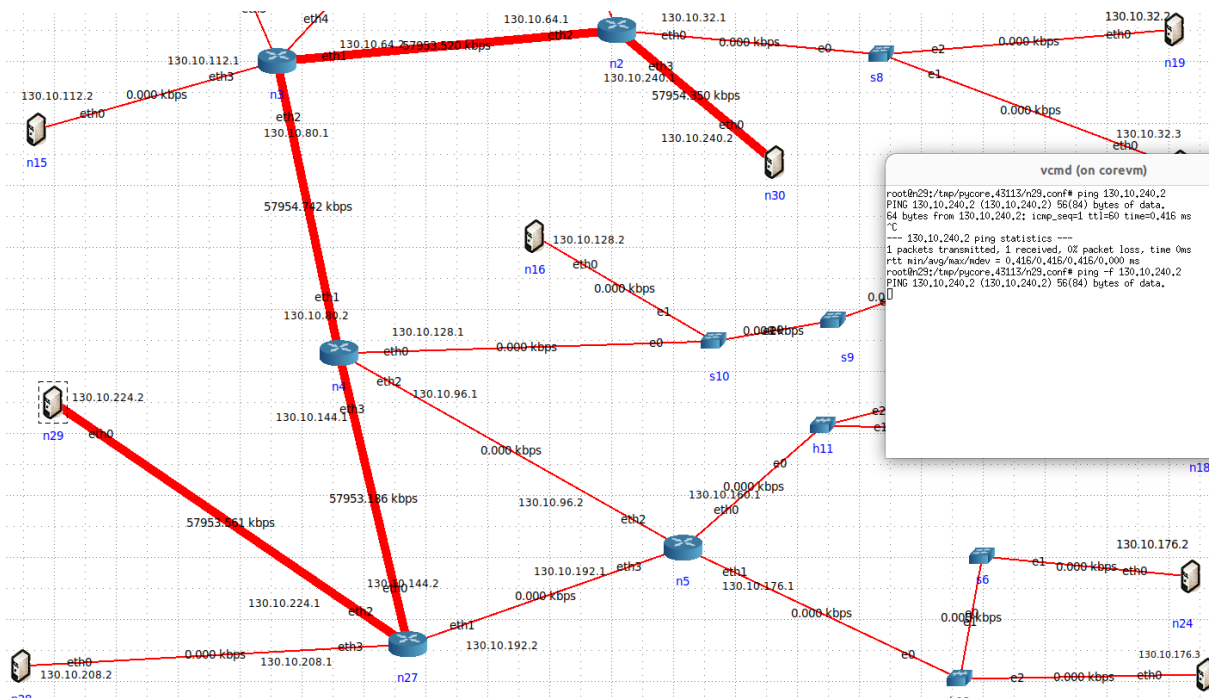 eth4
130.10.64.1
130.10.32.1
130.10.32.2
130.10.64.2
57953.520 kbps
eth2
eth0
0.000 kbps
e0
e2
eth0
eth1
n2
n19
130.10.112.1
eth3
n3
eth3
130.10.240.1
s8
e1
130.10.112.2
0.000 kbps
57954.350 kbps
eth0
eth2
130.10.80.1
eth0
130.10.240.2
0.000 kbps
130.10.32.3
eth0
n15
n30
57954.742 kbps
130.10.128.2
n16
eth0
0.000 kbps
eth1
130.10.80.2
e1
130.10.128.1
eth0
0.000 kbps
e0
s10
s9
n4
eth2
130.10.96.1
130.10.224.2
eth3
130.10.144.1
n29
eth0
e2
e1
h11
0.000 kbps
e0
0.000 kbps
130.10.160.1
eth0
57953.186 kbps
57953.561 kbps
130.10.96.2
eth2
n5
130.10.192.1
eth3
eth1
130.10.176.1
130.10.176.2
e1
0.000 kbps
eth0
s6
n24
130.10.144.2
eth0
0.000 kbps
130.10.224.1
eth2
0.000 kbps
0.000 kbps
e1
eth1
130.10.192.2
eth0
0.000 kbps
130.10.208.1
eth3
130.10.208.2
n27
e0
e2
0.000 kbps
eth0
130.10.176.3
n18
vcmd (on corevm)
root@n29:/tmp/pycore.43113/n29.conf# ping 130.10.240.2
PING 130.10.240.2 (130.10.240.2) 56(84) bytes of data.
64 bytes from 130.10.240.2: icmp_seq=1 ttl=60 time=0.416 ms
^C
--- 130.10.240.2 ping statistics ---
1 packets transmitted, 1 received, 0% packet loss, time 0ms
rtt min/avg/max/mdev = 0.416/0.416/0.416/0.000 ms
root@n29:/tmp/pycore.43113/n29.conf# ping -f 130.10.240.2
PING 130.10.240.2 (130.10.240.2) 56(84) bytes of data.